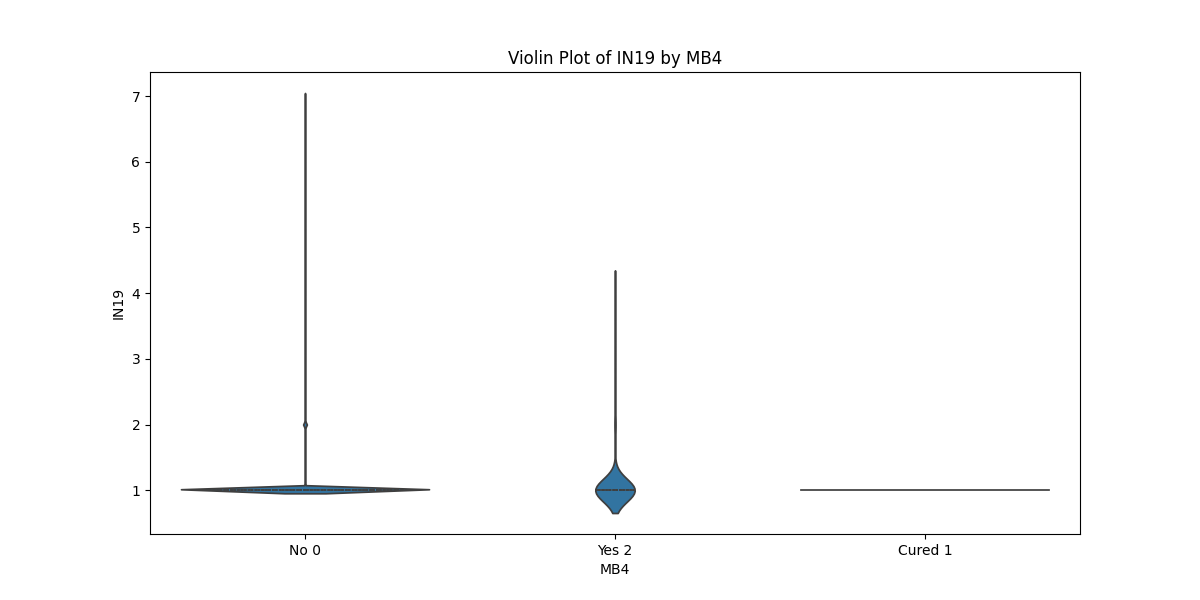 Violin Plot of IN19 by MB4
7
6
5
4
3
2
1
IN19
No 0
Yes 2
Cured 1
MB4